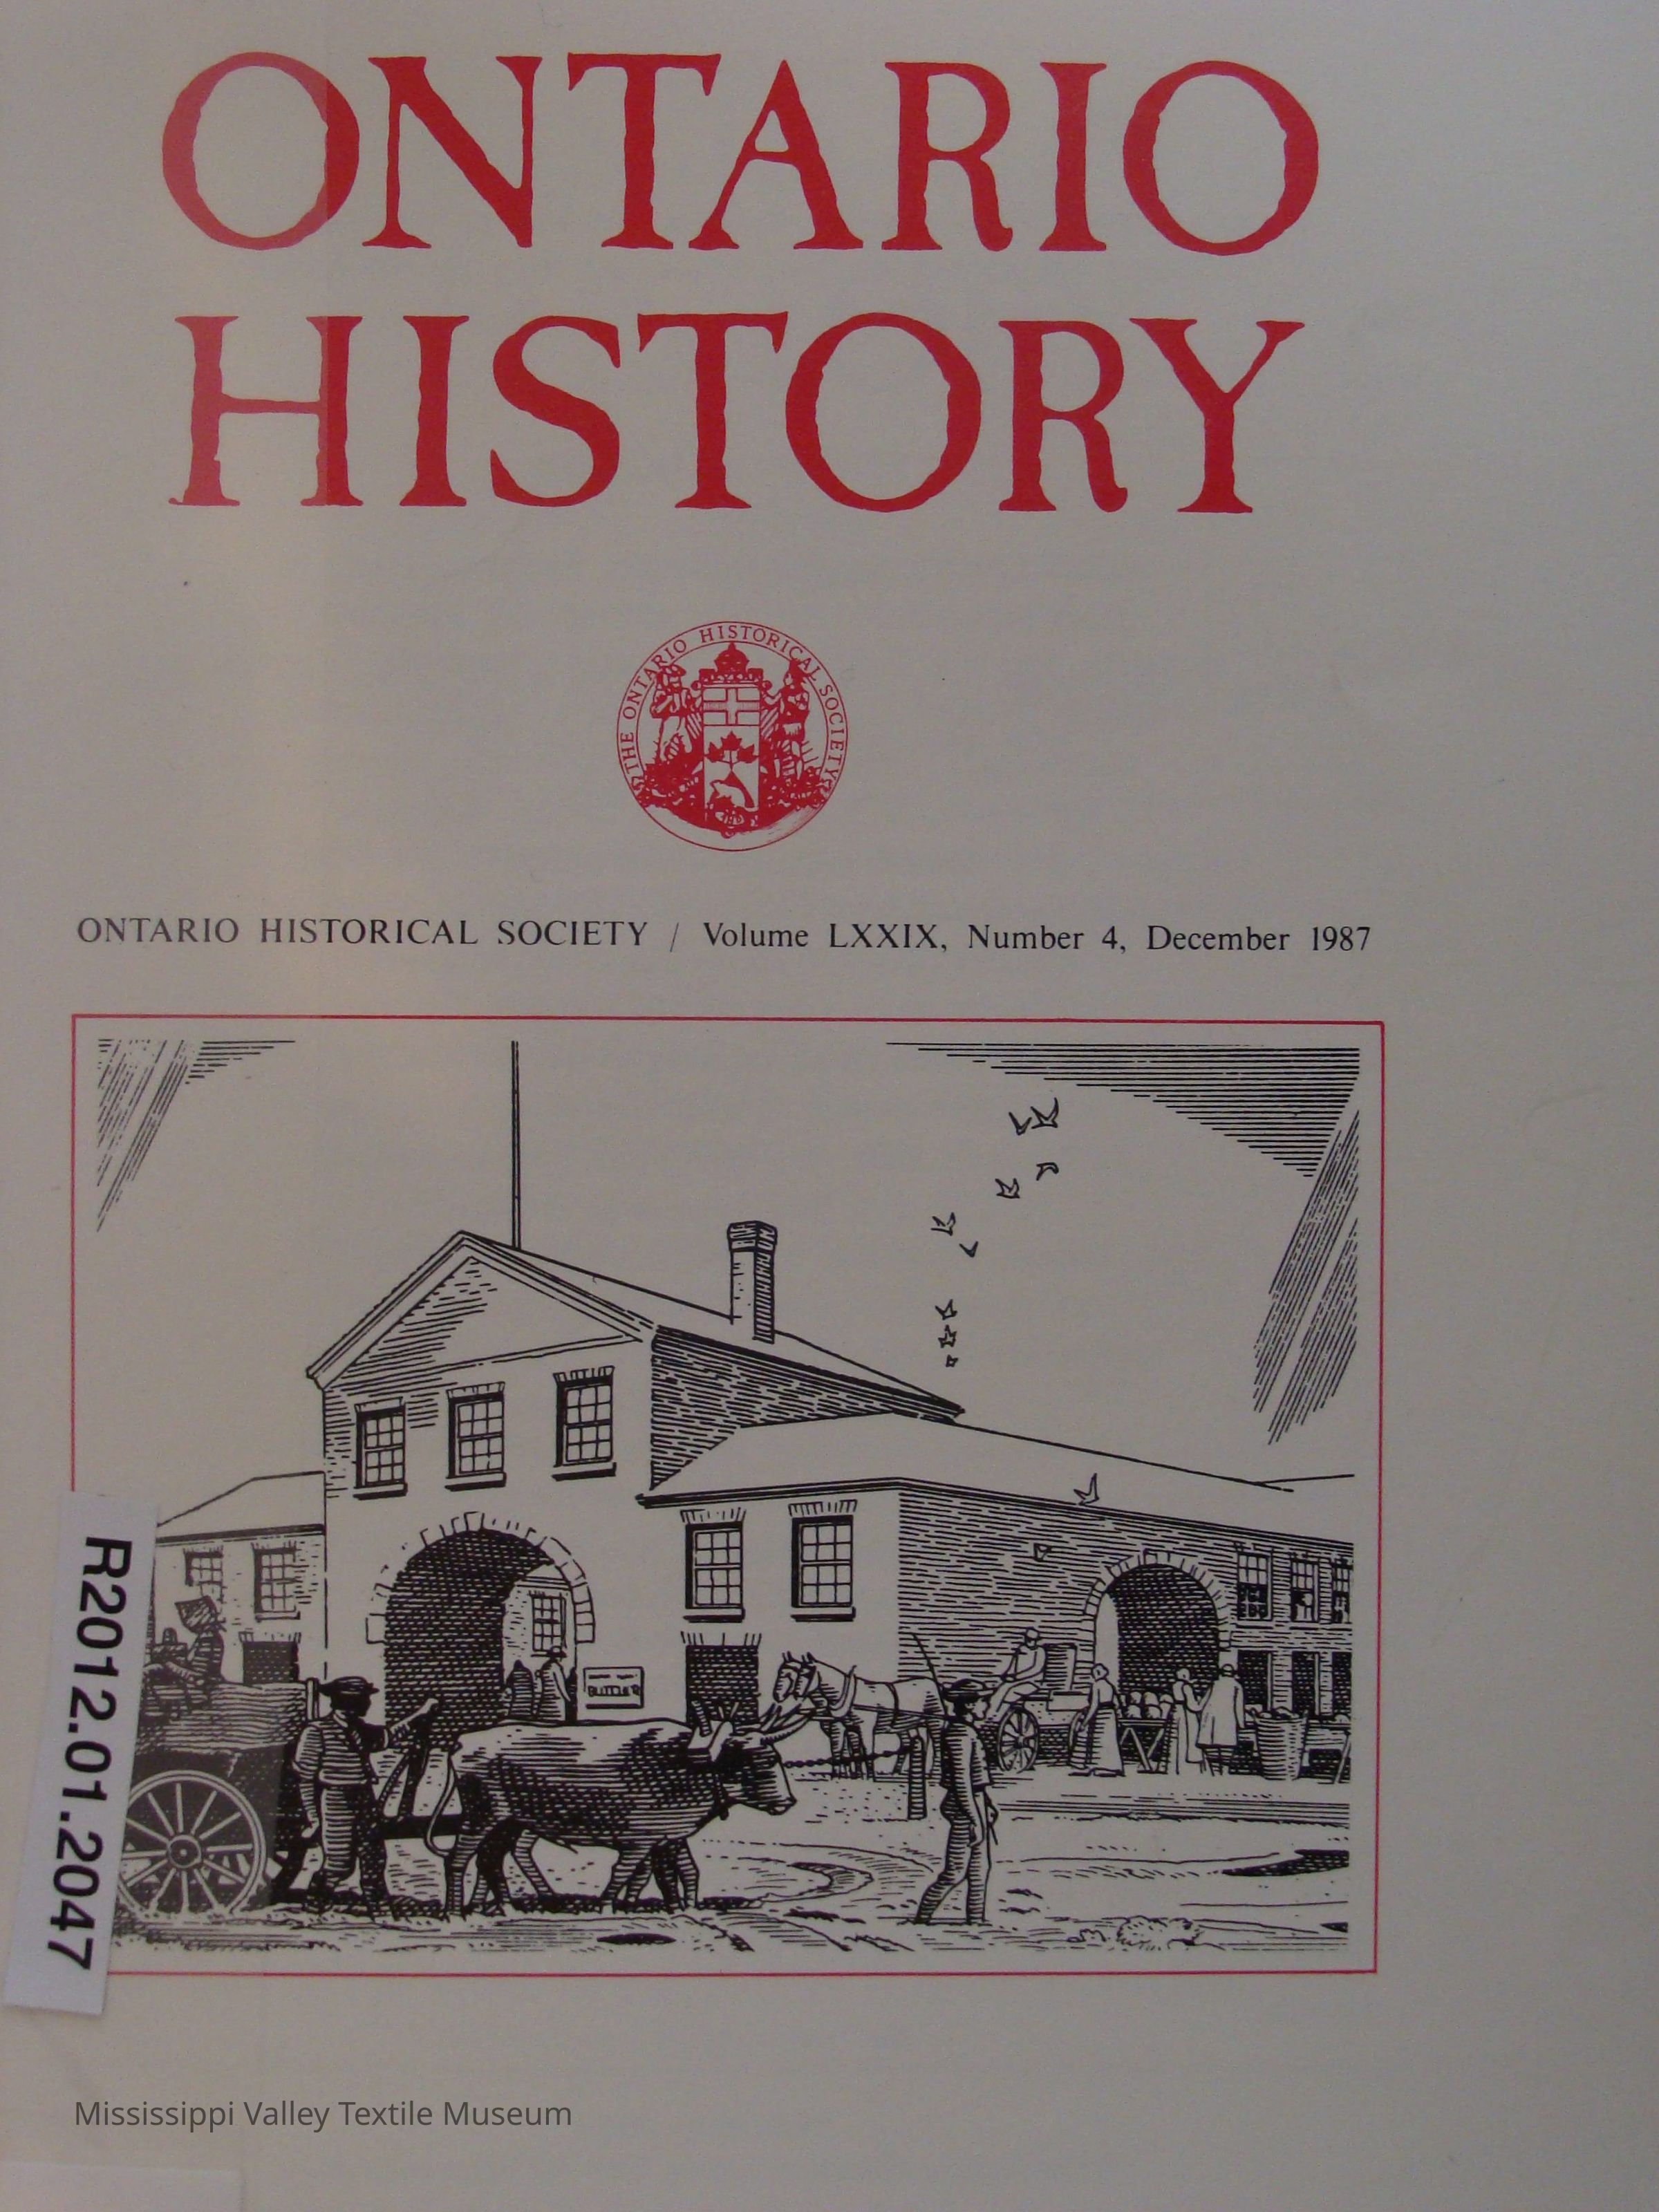 ONTARIO
HISTORY
THE ONTARIO HISTORICAL SOCIETY
ONTARIO HISTORICAL SOCIETY / Volume LXXIX, Number 4, December 1987
R2012.01.2047
Mississippi Valley Textile Museum